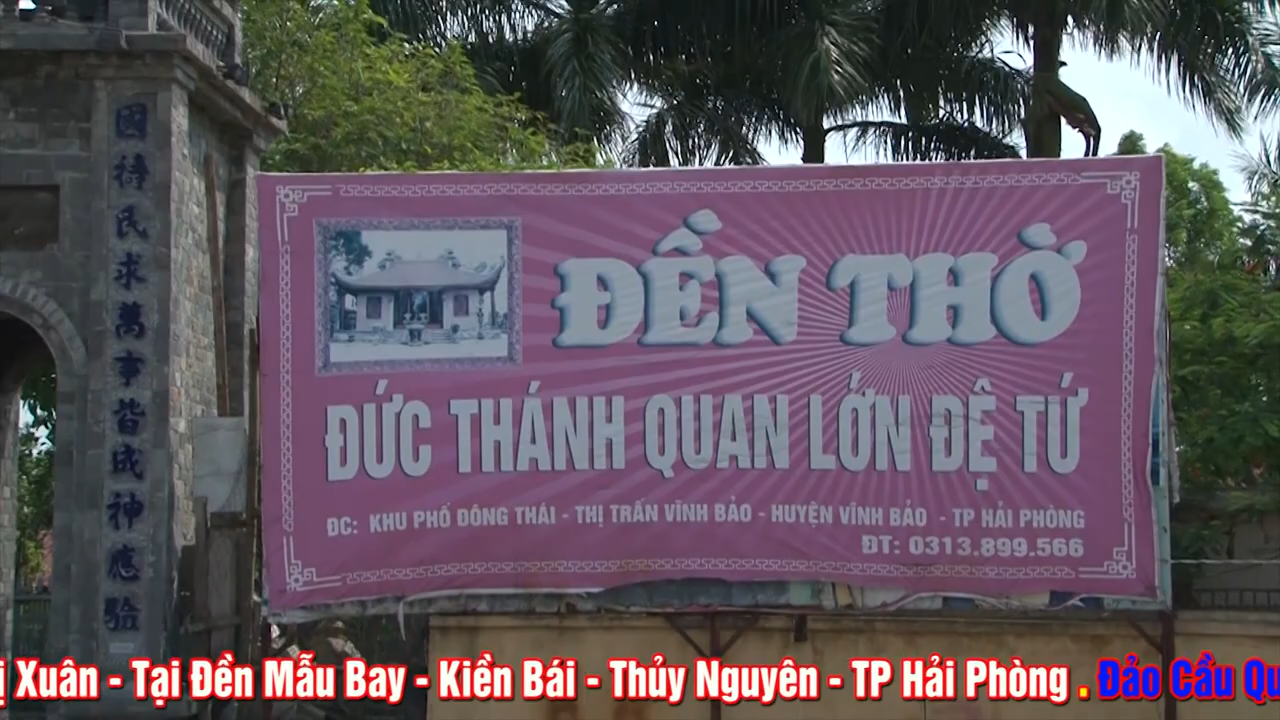 國禱民求萬事皆成神應驗
ĐỀN THỜ
ĐỨC THÁNH QUAN LỚN ĐỆ TỨ
ĐC: KHU PHỐ ĐÔNG THÁI - THỊ TRẤN VĨNH BẢO - HUYỆN VĨNH BẢO - TP HẢI PHÒNG
ĐT: 0313.899.566
ị Xuân - Tại Đền Mẫu Bay - Kiền Bái - Thủy Nguyên - TP Hải Phòng . Đảo Cầu Qu